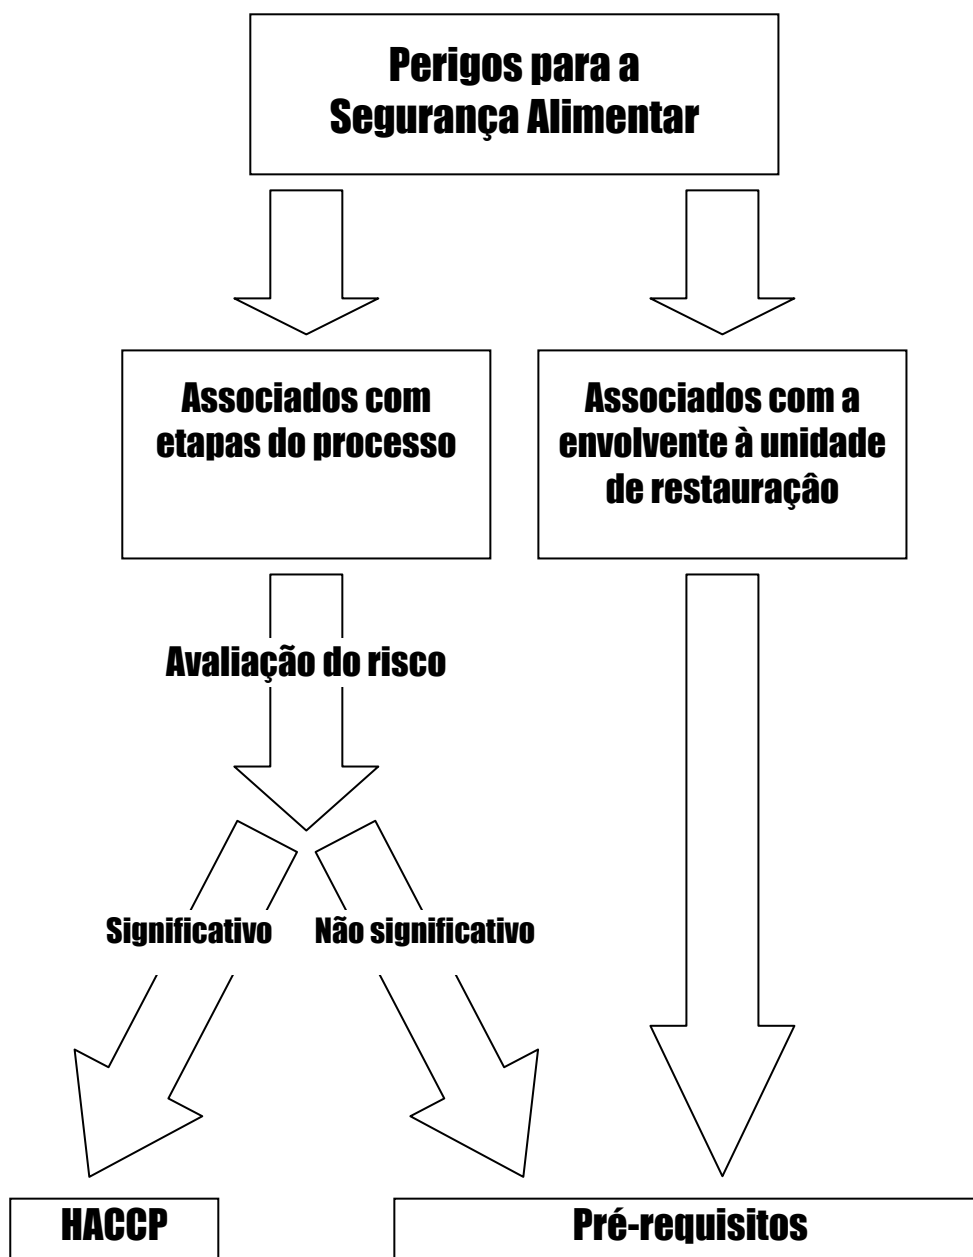 Perigos para a
Segurança Alimentar
Associados com
etapas do processo
Associados com a
envolvente à unidade
de restauraçâo
Avaliação do risco
Significativo
Não significativo
HACCP
Pré-requisitos